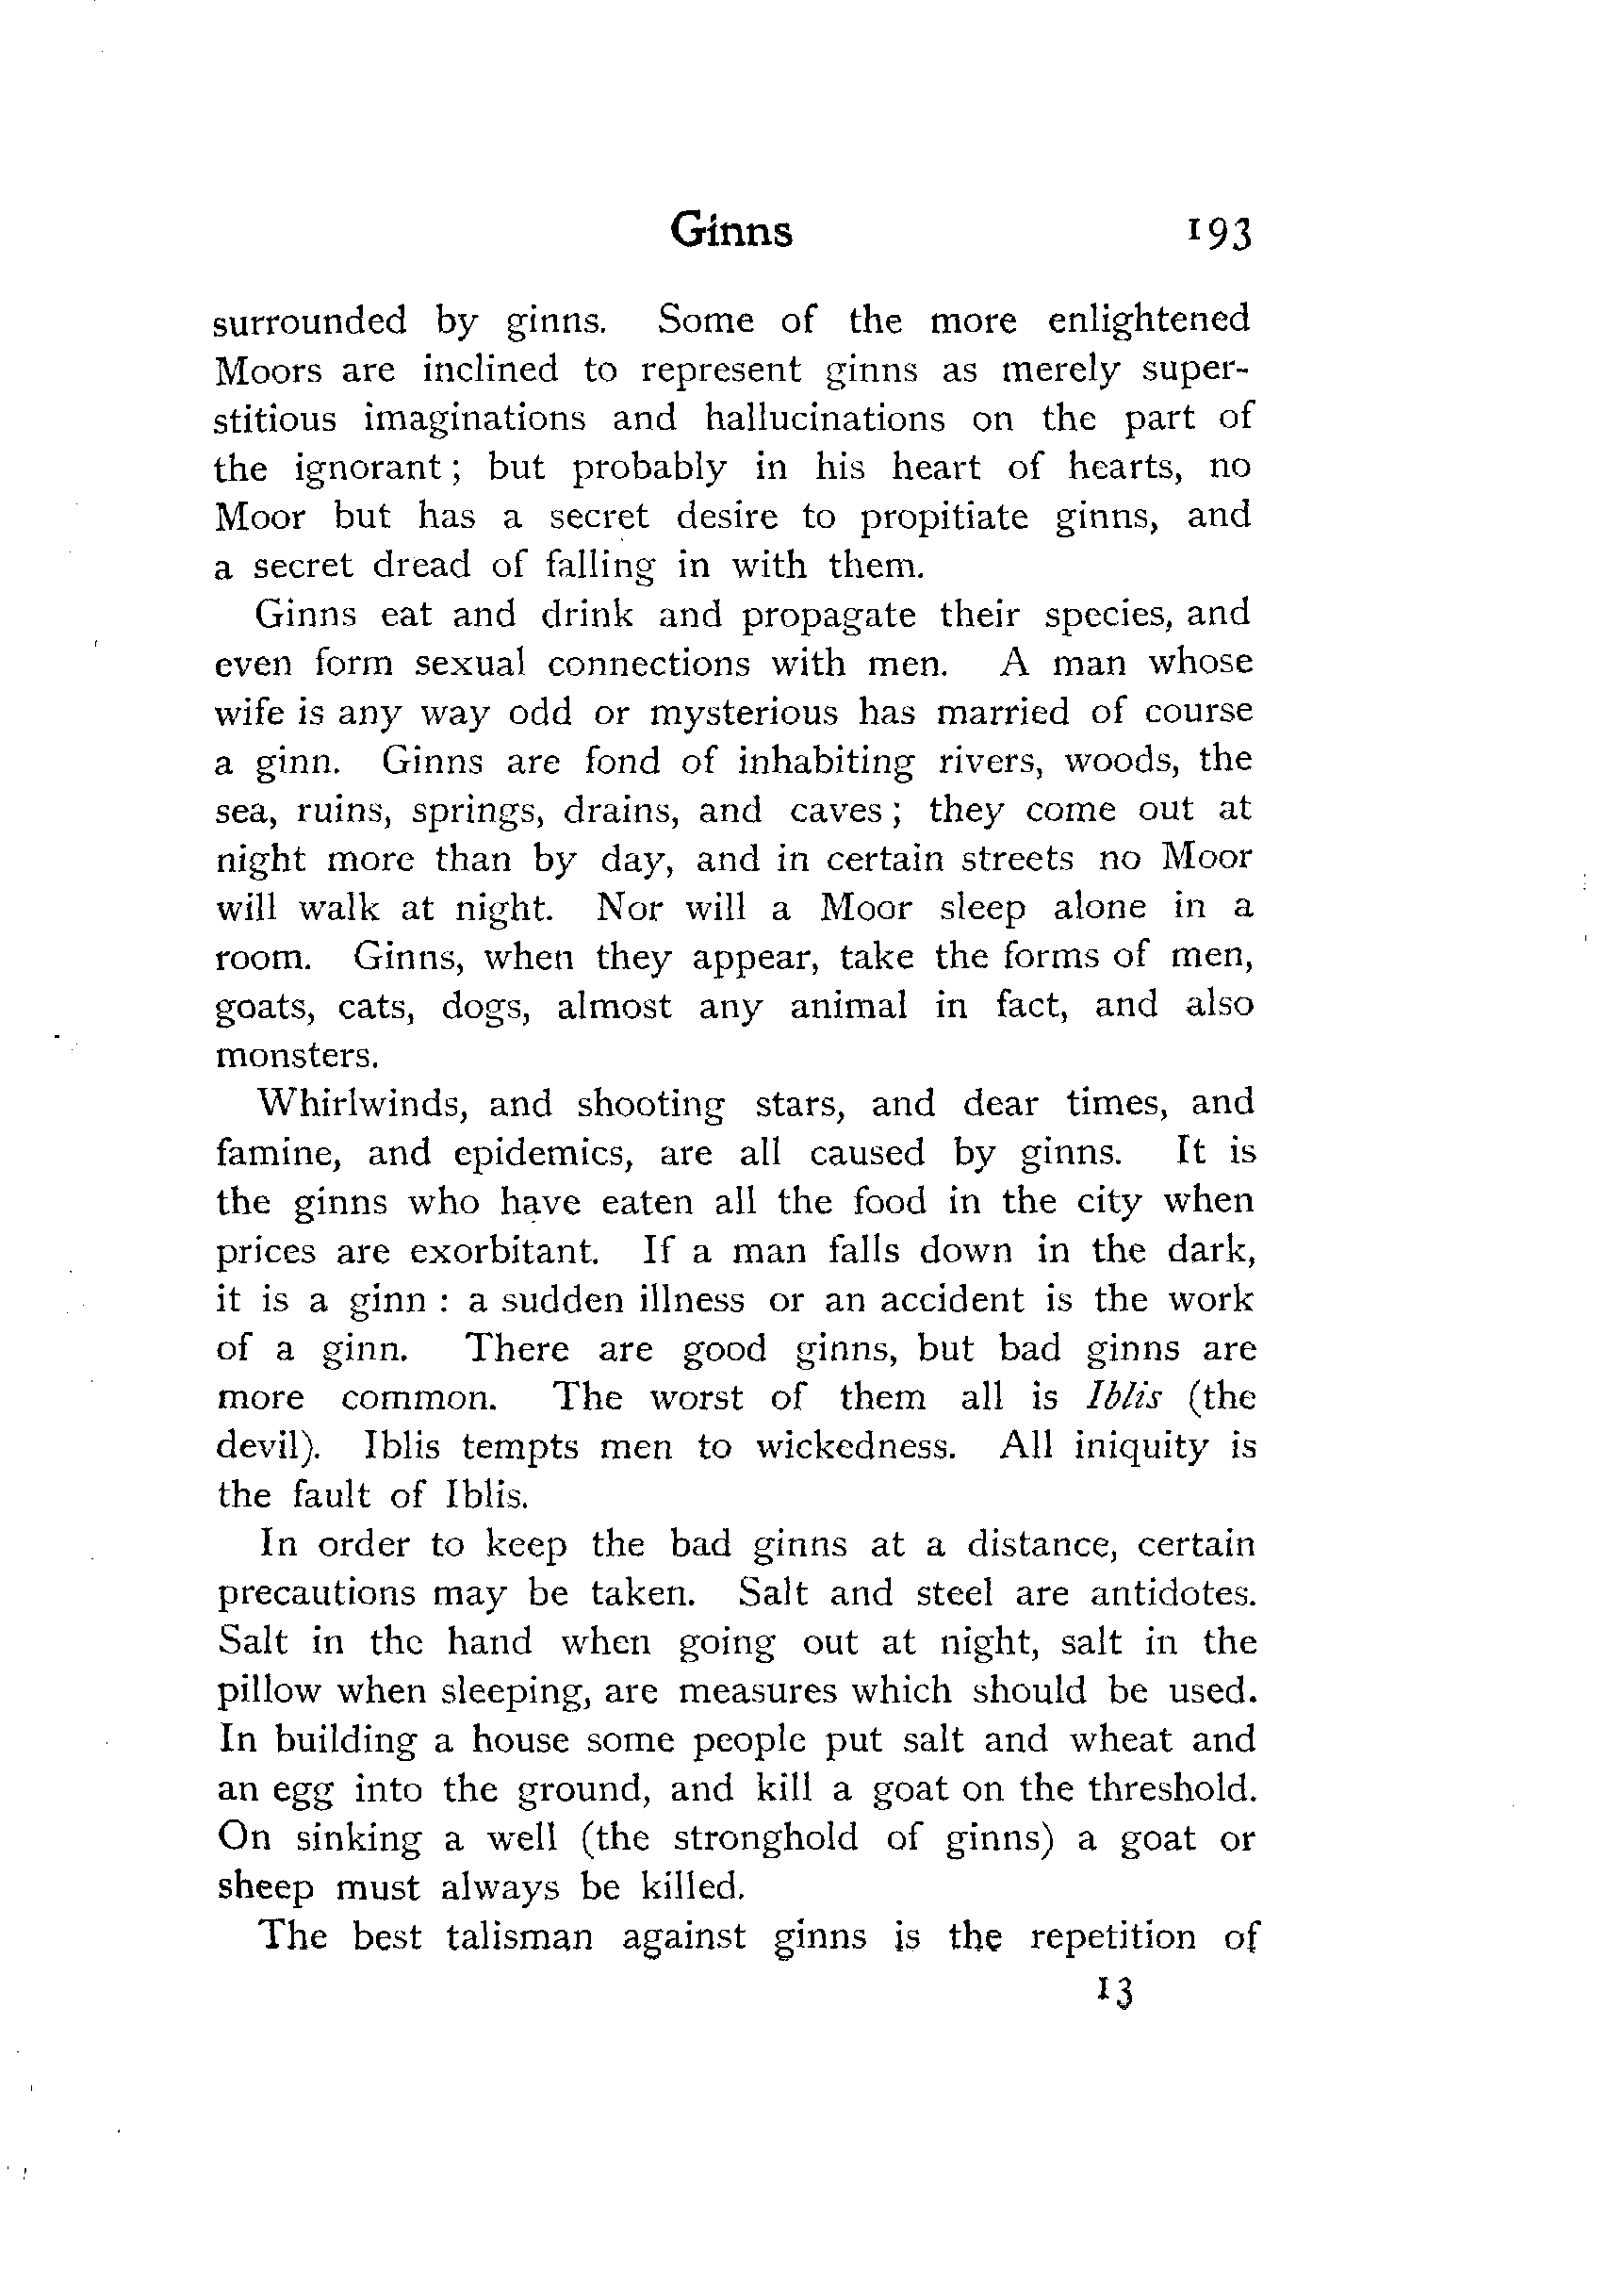 Ginns 193
surrounded by ginns. Some of the more enlightened
Moors are inclined to represent ginns as merely super-
stitious imaginations and hallucinations on the part of
the ignorant ; but probably in his heart of hearts, no
Moor but has a secret desire to propitiate ginns, and
a secret dread of falling in with them.
Ginns eat and drink and propagate their species, and
even form sexual connections with men. A man whose
wife is any way odd or mysterious has married of course
a ginn. Ginns are fond of inhabiting rivers, woods, the
sea, ruins, springs, drains, and caves ; they come out at
night more than by day, and in certain streets no Moor
will walk at night. Nor will a Moor sleep alone in a
room. Ginns, when they appear, take the forms of men,
goats, cats, dogs, almost any animal in fact, and also
monsters.
Whirlwinds, and shooting stars, and dear times, and
famine, and epidemics, are all caused by ginns. It is
the ginns who have eaten all the food in the city when
prices are exorbitant. If a man falls down in the dark,
it is a ginn : a sudden illness or an accident is the work
of a ginn. There are good ginns, but bad ginns are
more common. The worst of them all is Iblis (the
devil). Iblis tempts men to wickedness. All iniquity is
the fault of Iblis.
In order to keep the bad ginns at a distance, certain
precautions may be taken. Salt and steel are antidotes.
Salt in the hand when going out at night, salt in the
pillow when sleeping, are measures which should be used.
In building a house some people put salt and wheat and
an egg into the ground, and kill a goat on the threshold.
On sinking a well (the stronghold of ginns) a goat or
sheep must always be killed.
The best talisman against ginns is the repetition of
13